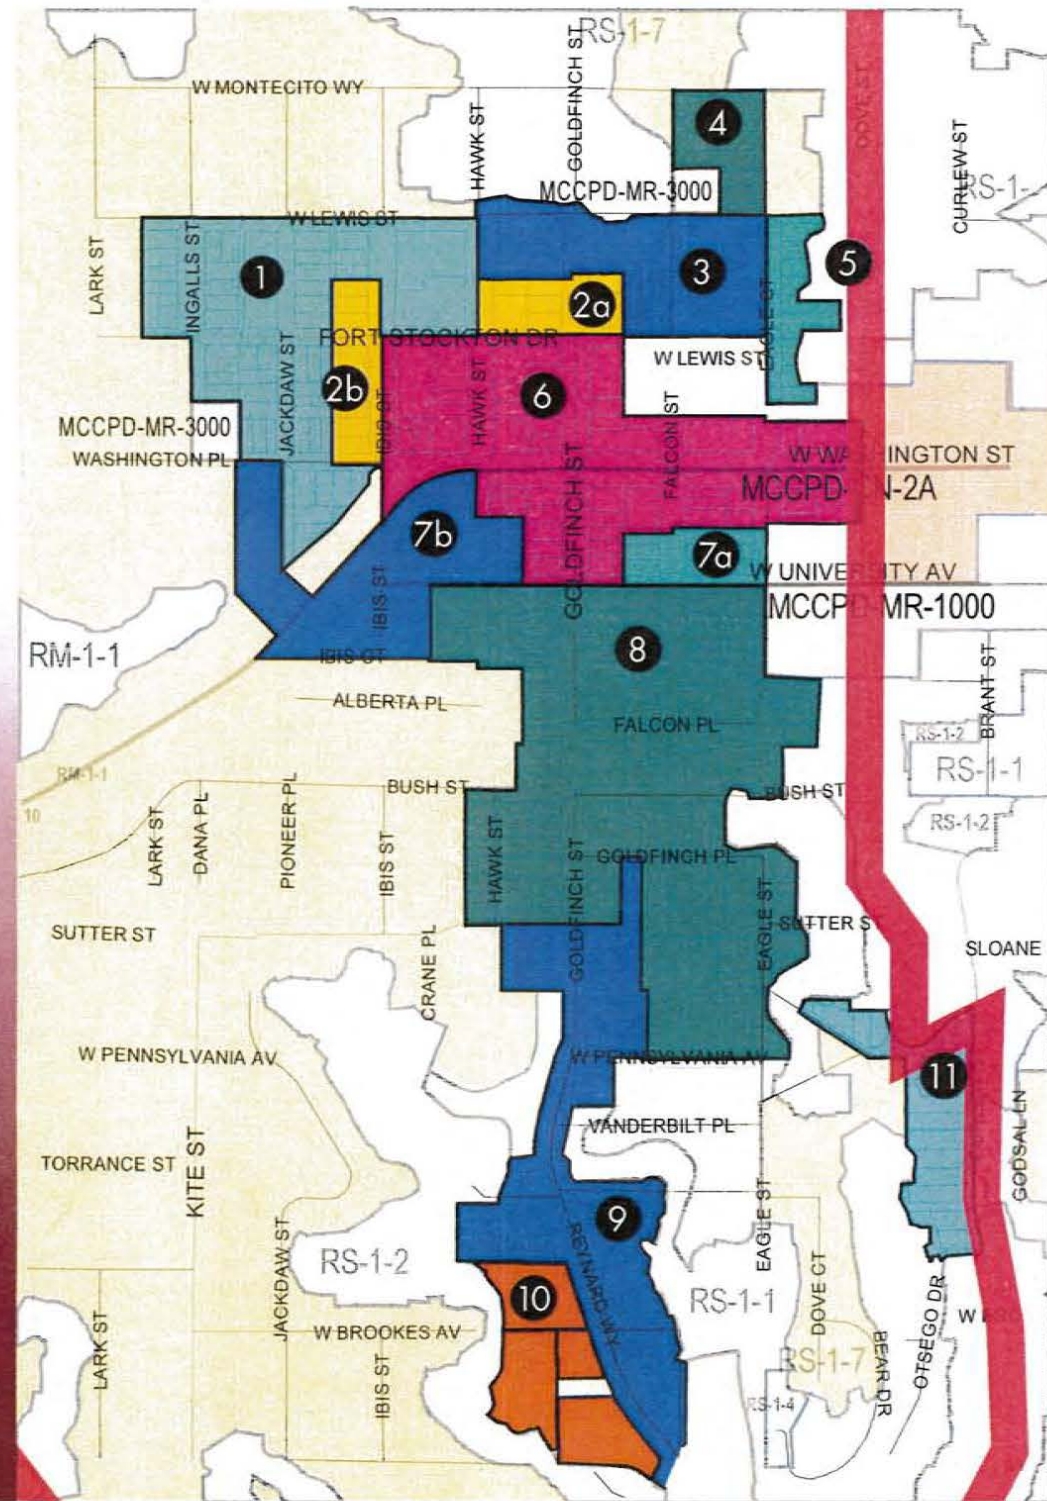 RS-1-7
W MONTECITO WY
HAWK ST
GOLDFINCH ST
4
DOVE ST
CURLEW ST
MCCPD-MR-3000
W LEWIS ST
LARK ST
INGALLS ST
1
3
5
2a
FORT STOCKTON DR
W LEWIS ST
JACKDAW ST
2b
IBIS ST
HAWK ST
6
FALCON ST
MCCPD-MR-3000
WASHINGTON PL
GOLDFINCH ST
MCCPD-CN-2A
7b
7a
W UNIVERSITY AV
IBIS ST
MCCPD-MR-1000
RM-1-1
IBIS CT
8
ALBERTA PL
FALCON PL
BRANT ST
RS-1-2
RS-1-1
RM-1-1
10
BUSH ST
BUSH ST
RS-1-2
LARK ST
DANA PL
PIONEER PL
IBIS ST
HAWK ST
GOLDFINCH ST
GOLDFINCH PL
EAGLE ST
SUTTER ST
SUTTER ST
SLOANE
CRANE PL
W PENNSYLVANIA AV
W PENNSYLVANIA AV
11
GODSAL LN
VANDERBILT PL
TORRANCE ST
KITE ST
EAGLE ST
9
JACKDAW ST
RS-1-2
REYNARD WY
10
RS-1-1
DOVE CT
OTSEGO DR
LARK ST
W BROOKES AV
IBIS ST
RS-1-7
BEAR DR
RS-1-4